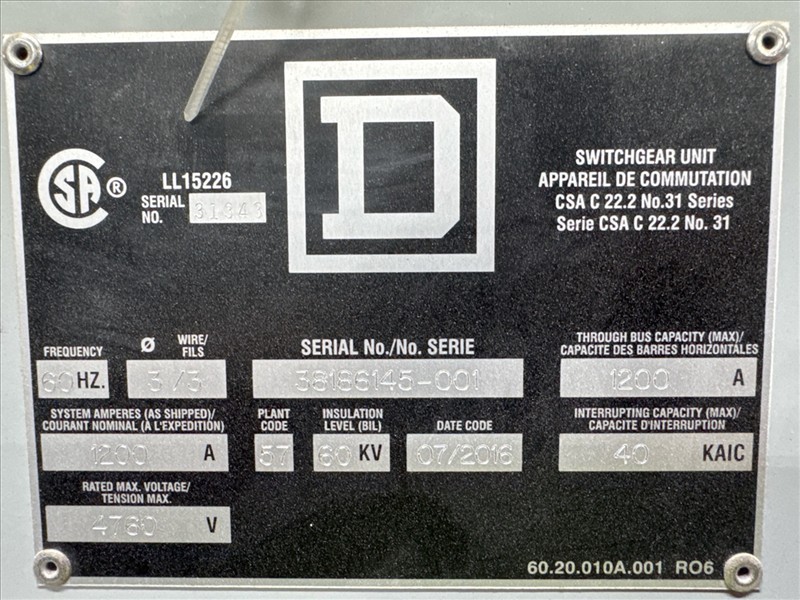 D
SWITCHGEAR UNIT
APPAREIL DE COMMUTATION
CSA C 22.2 No.31 Series
Serie CSA C 22.2 No. 31
CSA ®
LL15226
SERIAL NO. 31343
FREQUENCY
60 HZ.
Ø WIRE/FILS
3/3
SERIAL No./No. SERIE
38186145-001
THROUGH BUS CAPACITY (MAX)/
CAPACITE DES BARRES HORIZONTALES
1200 A
SYSTEM AMPERES (AS SHIPPED)/
COURANT NOMINAL (À L'EXPEDITION)
1200 A
PLANT CODE
57
INSULATION LEVEL (BIL)
60 KV
DATE CODE
07/2016
INTERRUPTING CAPACITY (MAX)/
CAPACITE D'INTERRUPTION
40 KAIC
RATED MAX. VOLTAGE/
TENSION MAX.
4760 V
60.20.010A.001 RO6